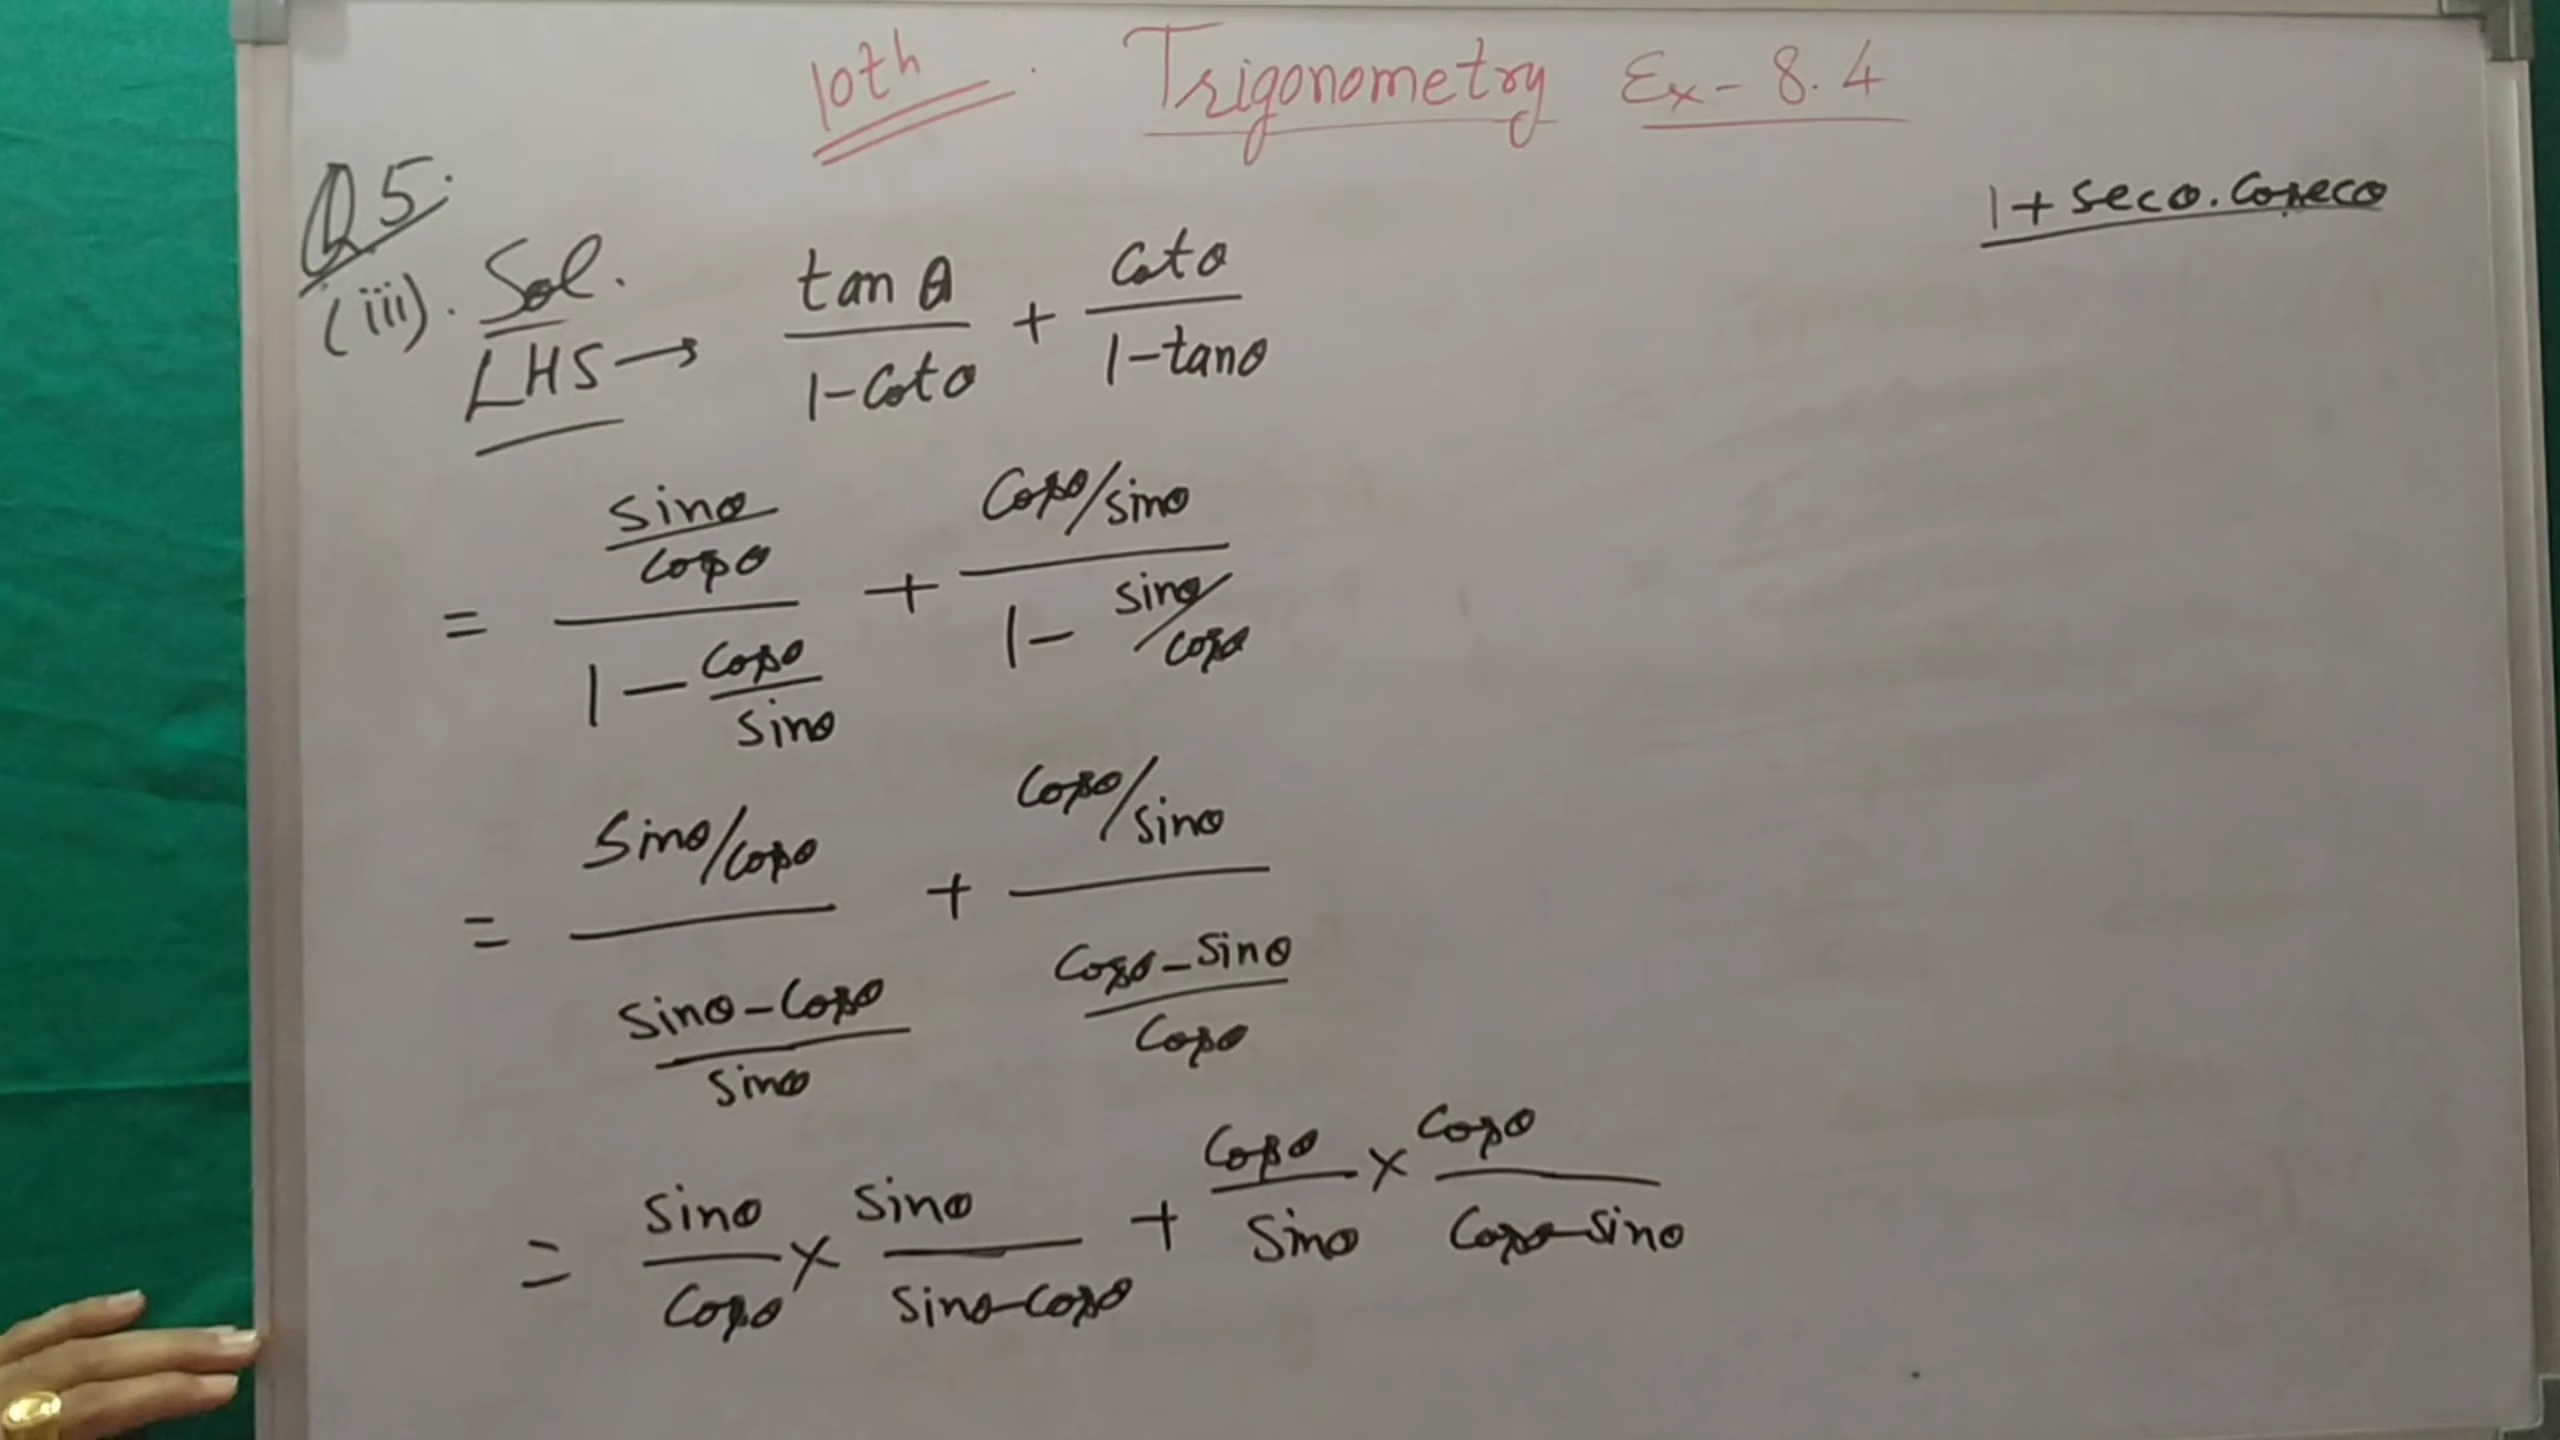 10th. Trigonometry Ex-8.4
Q5.
1+secθ.cosecθ
(iii). Sol.
LHS → tanθ/1-cotθ + cotθ/1-tanθ
= sinθ/cosθ / 1-cosθ/sinθ + cosθ/sinθ / 1-sinθ/cosθ
= sinθ/cosθ / sinθ-cosθ/sinθ + cosθ/sinθ / cosθ-sinθ/cosθ
= sinθ/cosθ × sinθ/sinθ-cosθ + cosθ/sinθ × cosθ/cosθ-sinθ